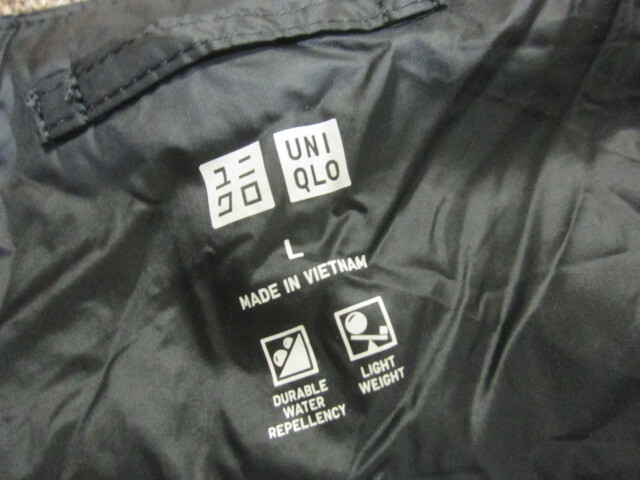 ユニ
クロ
UNI
QLO
L
MADE IN VIETNAM
DURABLE
WATER
REPELLENCY
LIGHT
WEIGHT